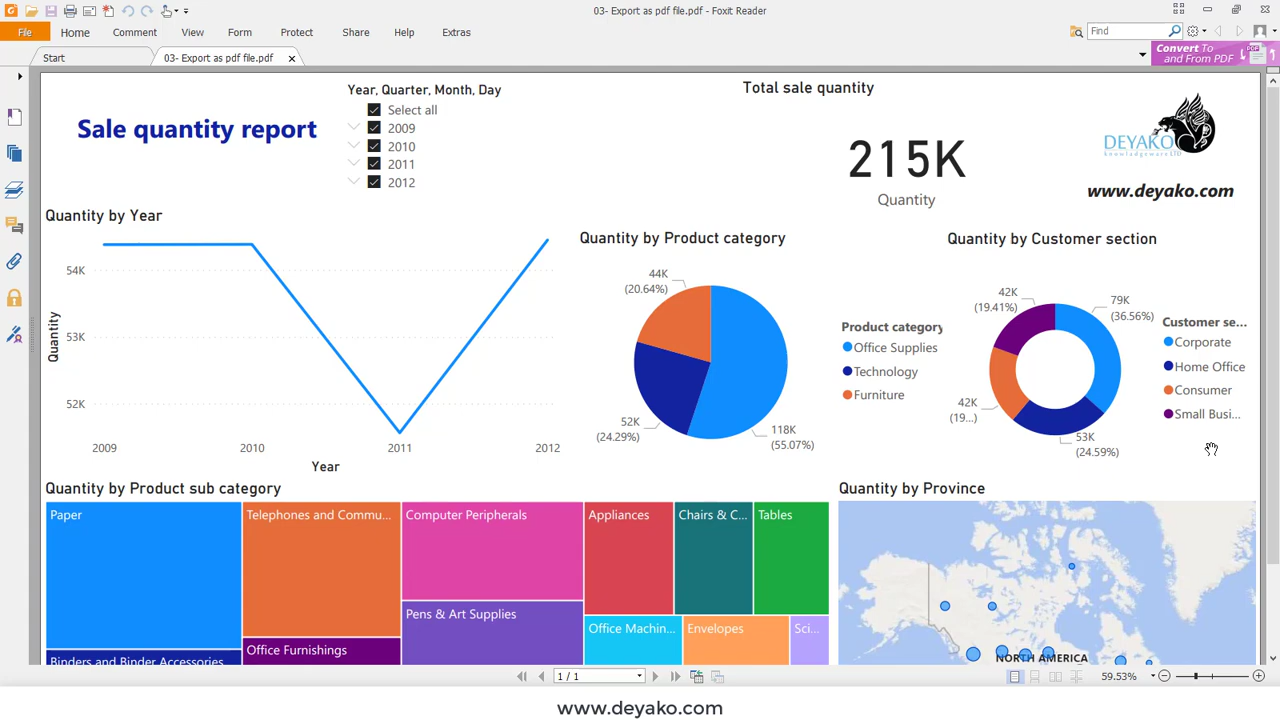 03- Export as pdf file.pdf - Foxit Reader
File Home Comment View Form Protect Share Help Extras
Find
Start
03- Export as pdf file.pdf
Convert To
and From PDF
Sale quantity report
Year, Quarter, Month, Day
Select all
2009
2010
2011
2012
Total sale quantity
215K
Quantity
DEYAKO
knowledgeware LTD
www.deyako.com
Quantity by Year
54K
53K
52K
Quantity
2009 2010 2011 2012
Year
Quantity by Product category
44K
(20.64%)
52K
(24.29%)
118K
(55.07%)
Product category
Office Supplies
Technology
Furniture
Quantity by Customer section
42K
(19.41%)
79K
(36.56%)
42K
(19...)
53K
(24.59%)
Customer se...
Corporate
Home Office
Consumer
Small Busi...
Quantity by Product sub category
Paper
Telephones and Commu...
Computer Peripherals
Appliances
Chairs & C...
Tables
Pens & Art Supplies
Office Machin...
Envelopes
Sci...
Office Furnishings
Binders and Binder Accessories
Quantity by Province
NORTH AMERICA
1 / 1
59.53%
www.deyako.com